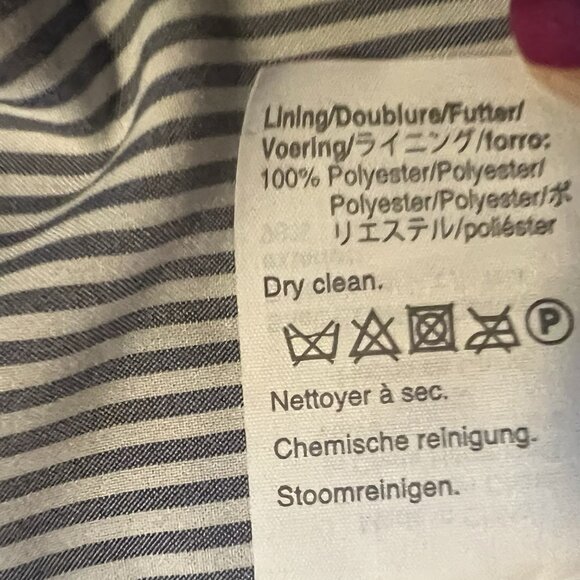 Lining/Doublure/Futter/
Voering/ライニング/forro:
100% Polyester/Polyester/
Polyester/Polyester/ポ
リエステル/poliéster
Dry clean.
P
Nettoyer à sec.
Chemische reinigung.
Stoomreinigen.